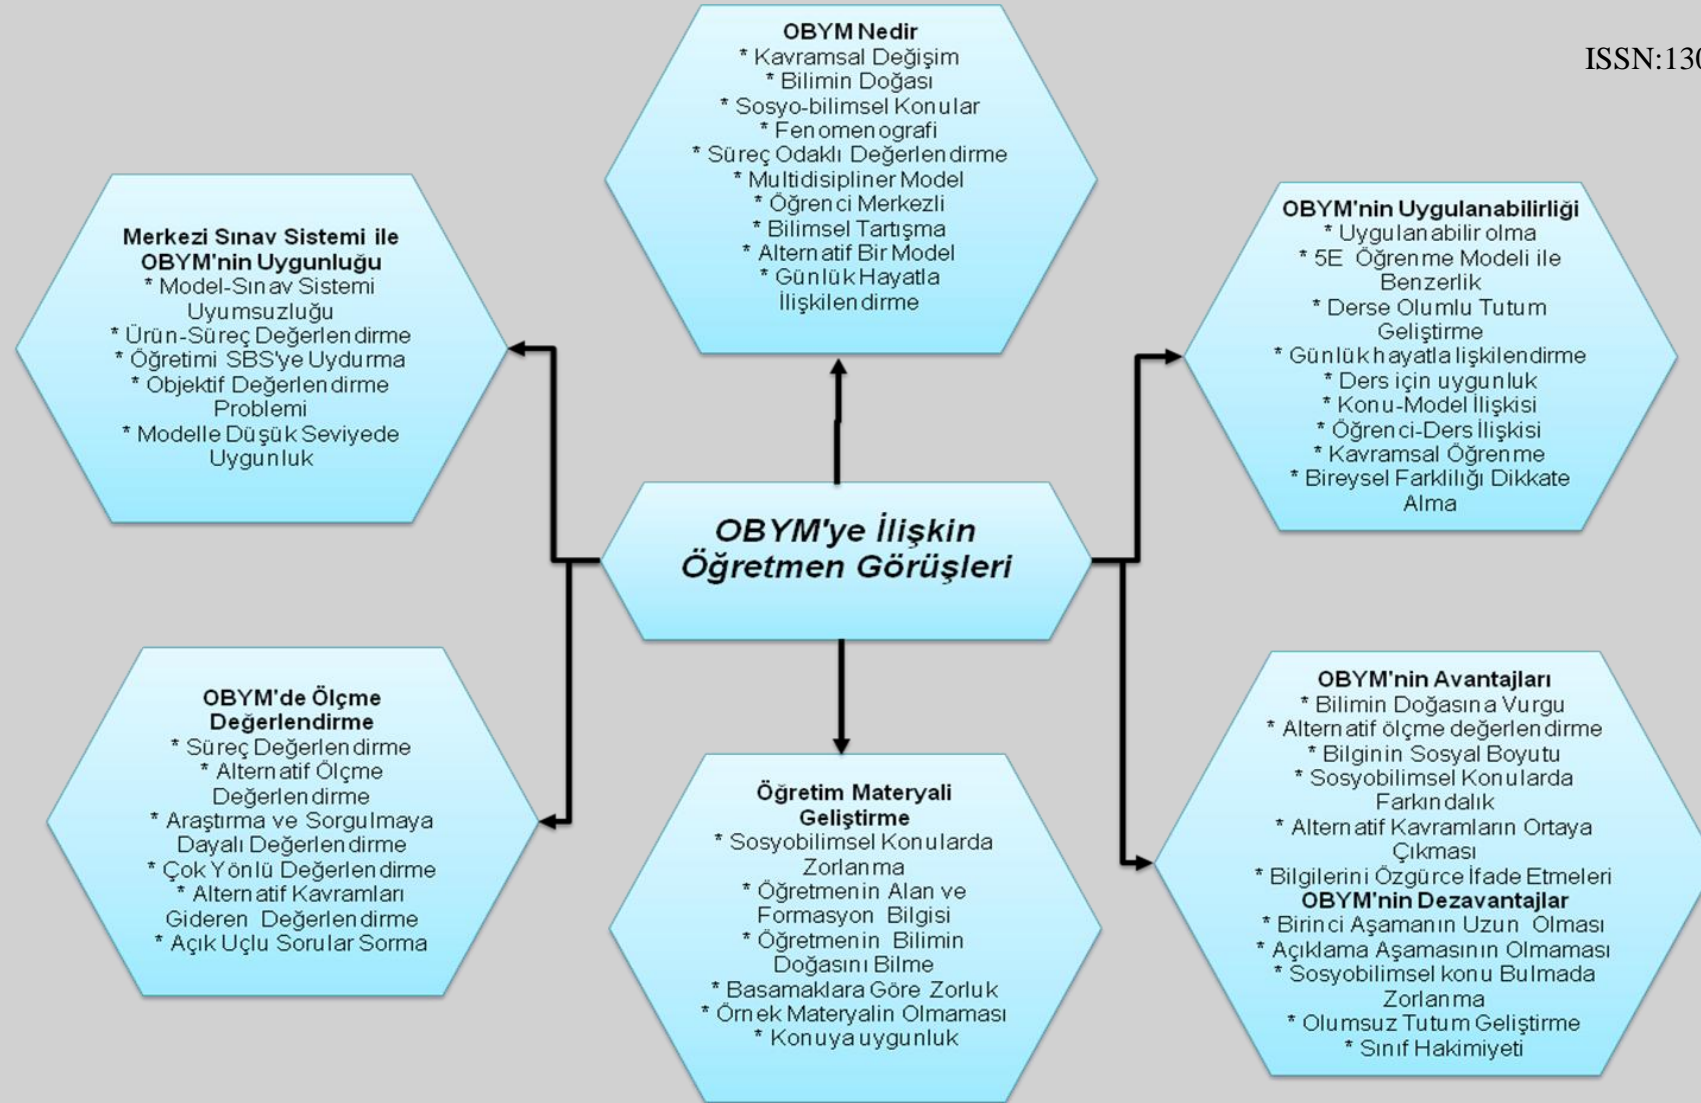 ISSN:130
OBYM Nedir
* Kavramsal Değişim
* Bilimin Doğası
* Sosyo-bilimsel Konular
* Fenomenografi
* Süreç Odaklı Değerlendirme
* Multidisipliner Model
* Öğrenci Merkezli
* Bilimsel Tartışma
* Alternatif Bir Model
* Günlük Hayatla
İlişkilendirme
Merkezi Sınav Sistemi ile
OBYM'nin Uygunluğu
* Model-Sınav Sistemi
Uyumsuzluğu
* Ürün-Süreç Değerlendirme
* Öğretimi SBS'ye Uydurma
* Objektif Değerlendirme
Problemi
* Modelle Düşük Seviyede
Uygunluk
OBYM'nin Uygulanabilirliği
* Uygulanabilir olma
* 5E Öğrenme Modeli ile
Benzerlik
* Derse Olumlu Tutum
Geliştirme
* Günlük hayatla lişkilendirme
* Ders için uygunluk
* Konu-Model İlişkisi
* Öğrenci-Ders İlişkisi
* Kavramsal Öğrenme
* Bireysel Farkliliğı Dikkate
Alma
OBYM'ye İlişkin
Öğretmen Görüşleri
OBYM'de Ölçme
Değerlendirme
* Süreç Değerlendirme
* Alternatif Ölçme
Değerlendirme
* Araştırma ve Sorgulmaya
Dayalı Değerlendirme
* Çok Yönlü Değerlendirme
* Alternatif Kavramları
Gideren Değerlendirme
* Açık Uçlu Sorular Sorma
Öğretim Materyali
Geliştirme
* Sosyobilimsel Konularda
Zorlanma
* Öğretmenin Alan ve
Formasyon Bilgisi
* Öğretmenin Bilimin
Doğasını Bilme
* Basamaklara Göre Zorluk
* Örnek Materyalin Olmaması
* Konuya uygunluk
OBYM'nin Avantajları
* Bilimin Doğasına Vurgu
* Alternatif ölçme değerlendirme
* Bilginin Sosyal Boyutu
* Sosyobilimsel Konularda
Farkındalık
* Alternatif Kavramların Ortaya
Çıkması
* Bilgilerini Özgürce İfade Etmeleri
OBYM'nin Dezavantajlar
* Birinci Aşamanın Uzun Olması
* Açıklama Aşamasının Olmaması
* Sosyobilimsel konu Bulmada
Zorlanma
* Olumsuz Tutum Geliştirme
* Sınıf Hakimiyeti